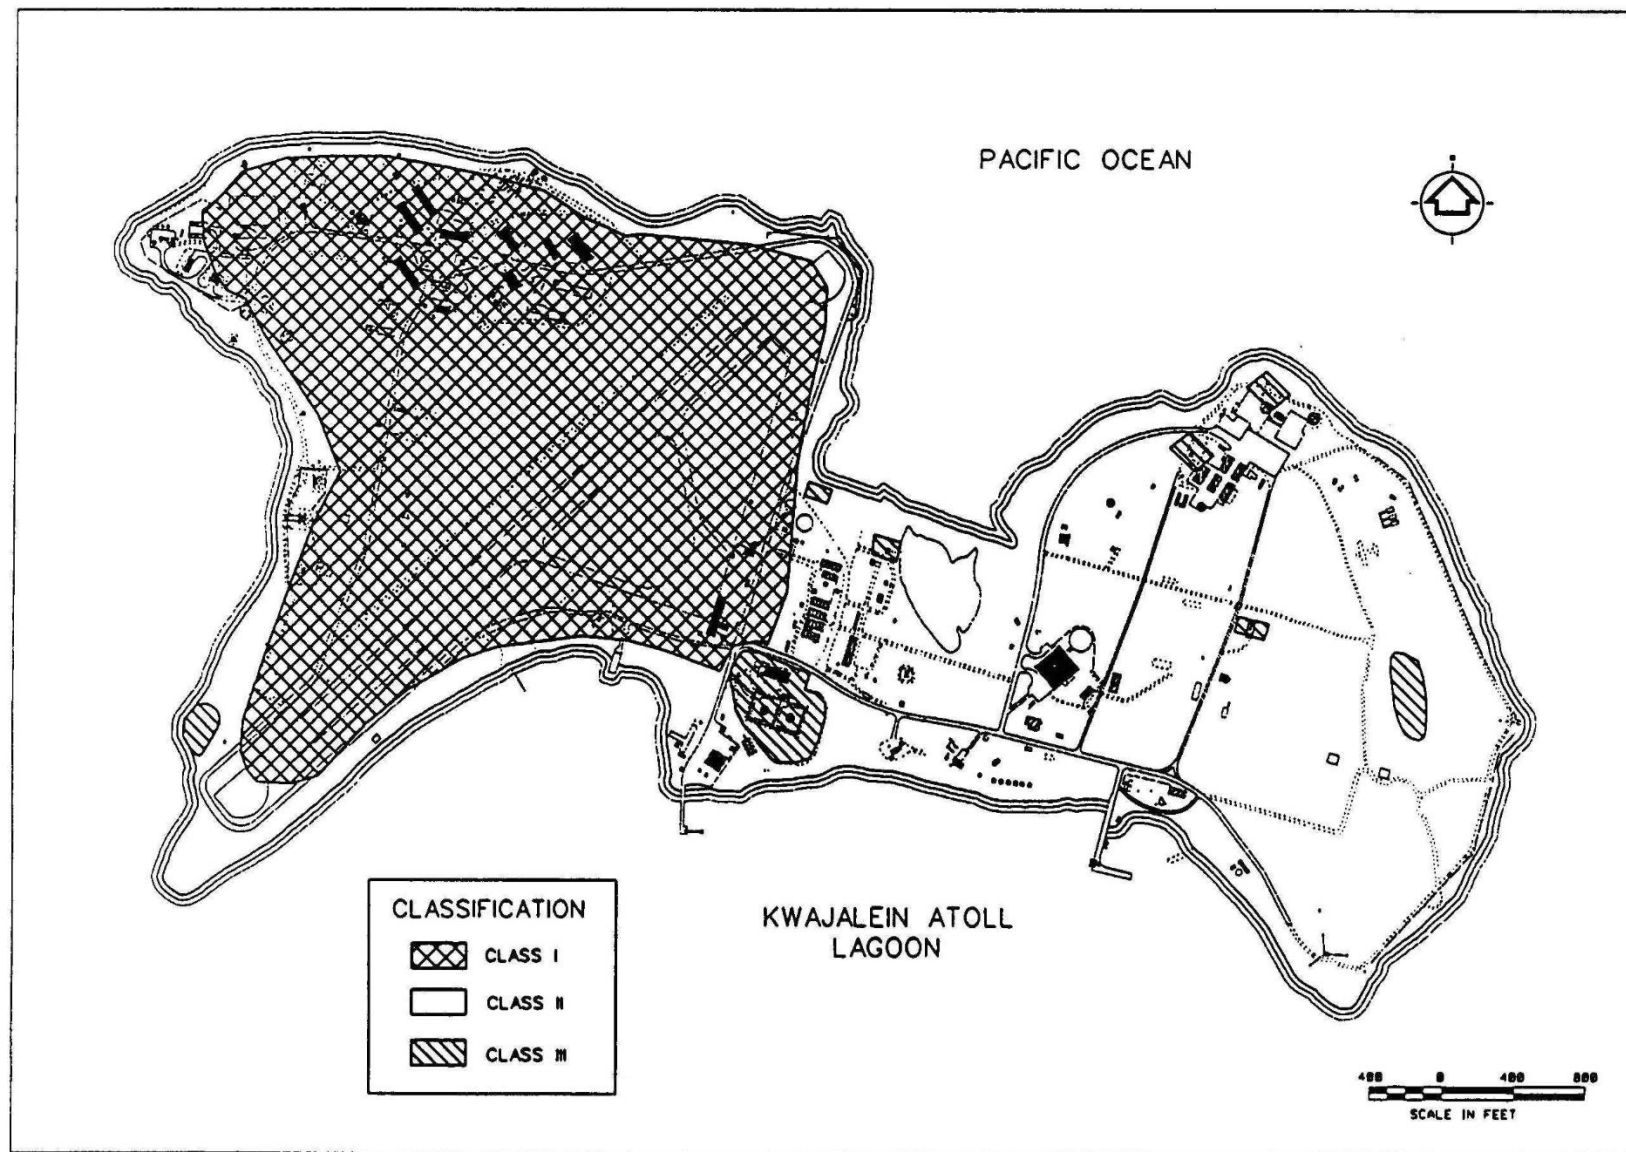 PACIFIC OCEAN
KWAJALEIN ATOLL
LAGOON
CLASSIFICATION
CLASS I
CLASS II
CLASS III
400 0 400 800
SCALE IN FEET